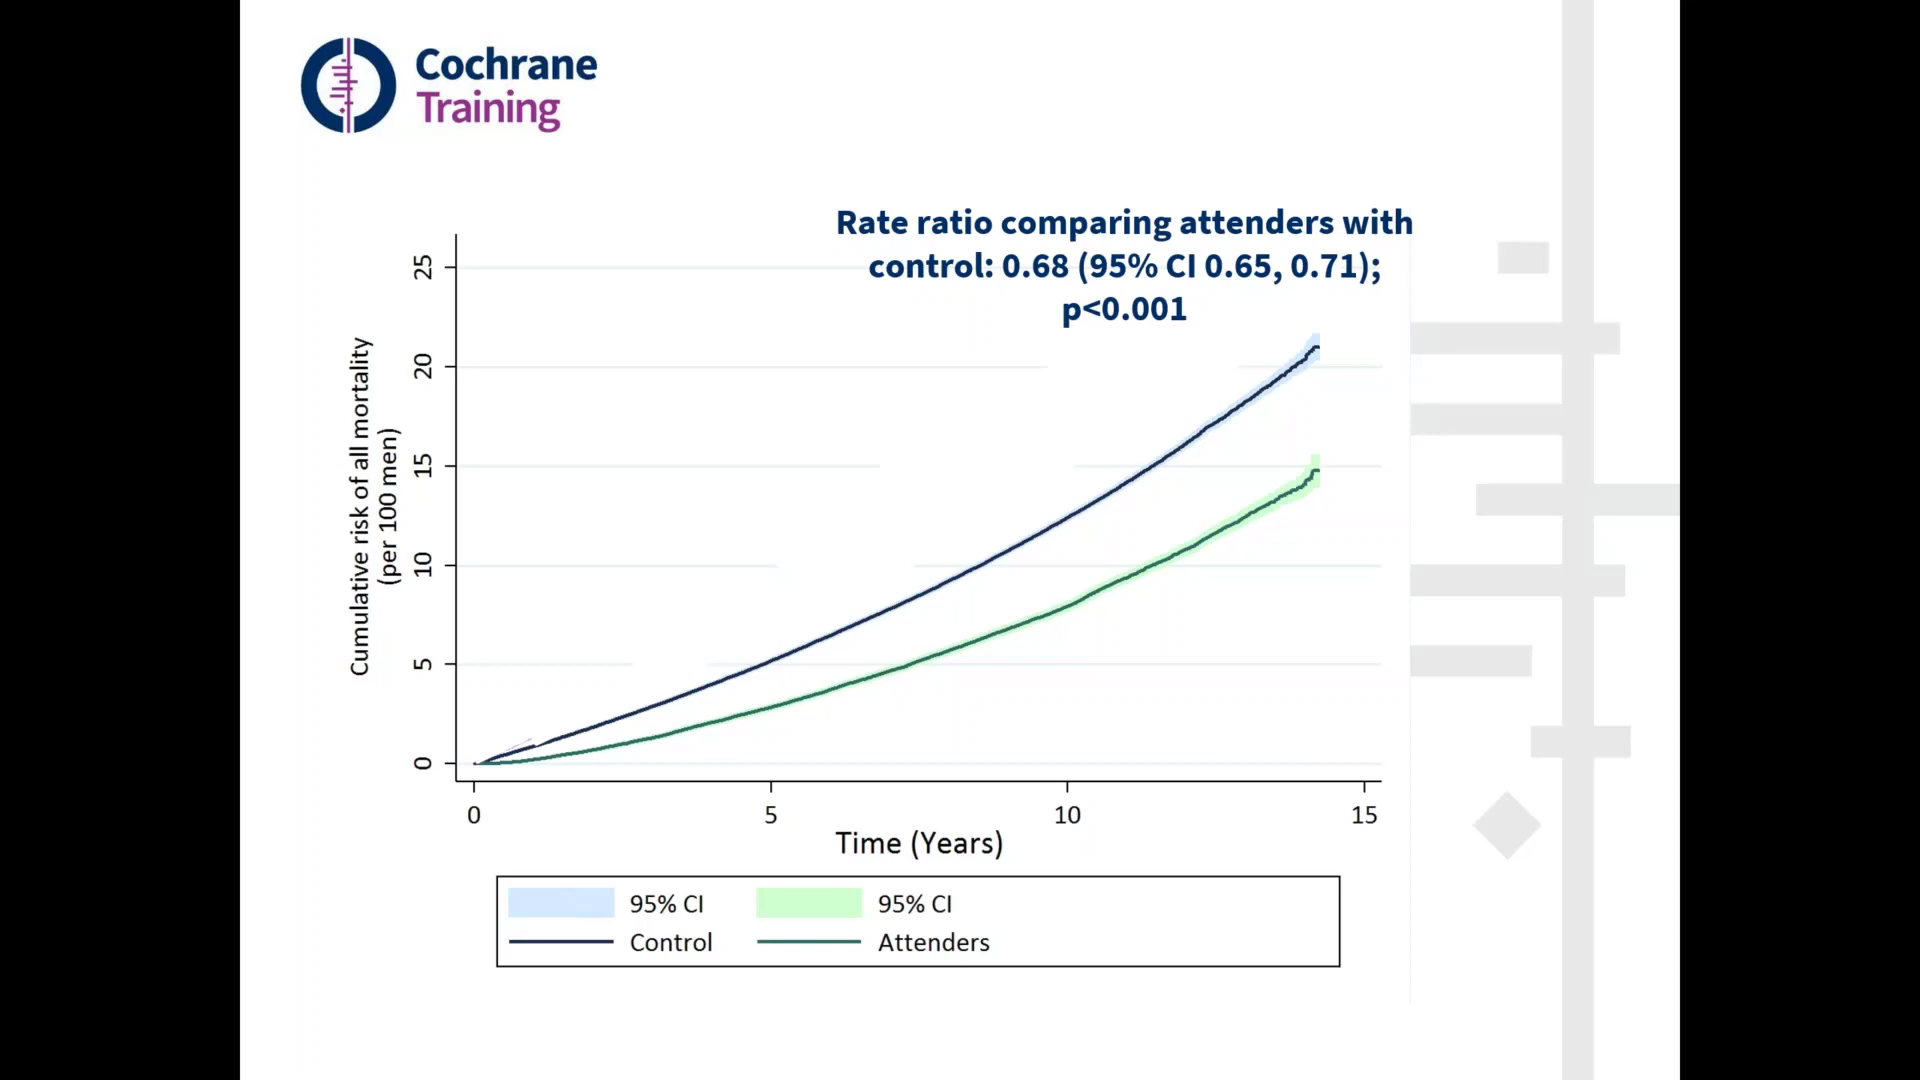 Cochrane
Training
Rate ratio comparing attenders with
control: 0.68 (95% CI 0.65, 0.71);
p<0.001
Cumulative risk of all mortality
(per 100 men)
25
20
15
10
5
0
0 5 10 15
Time (Years)
95% CI 95% CI
Control Attenders